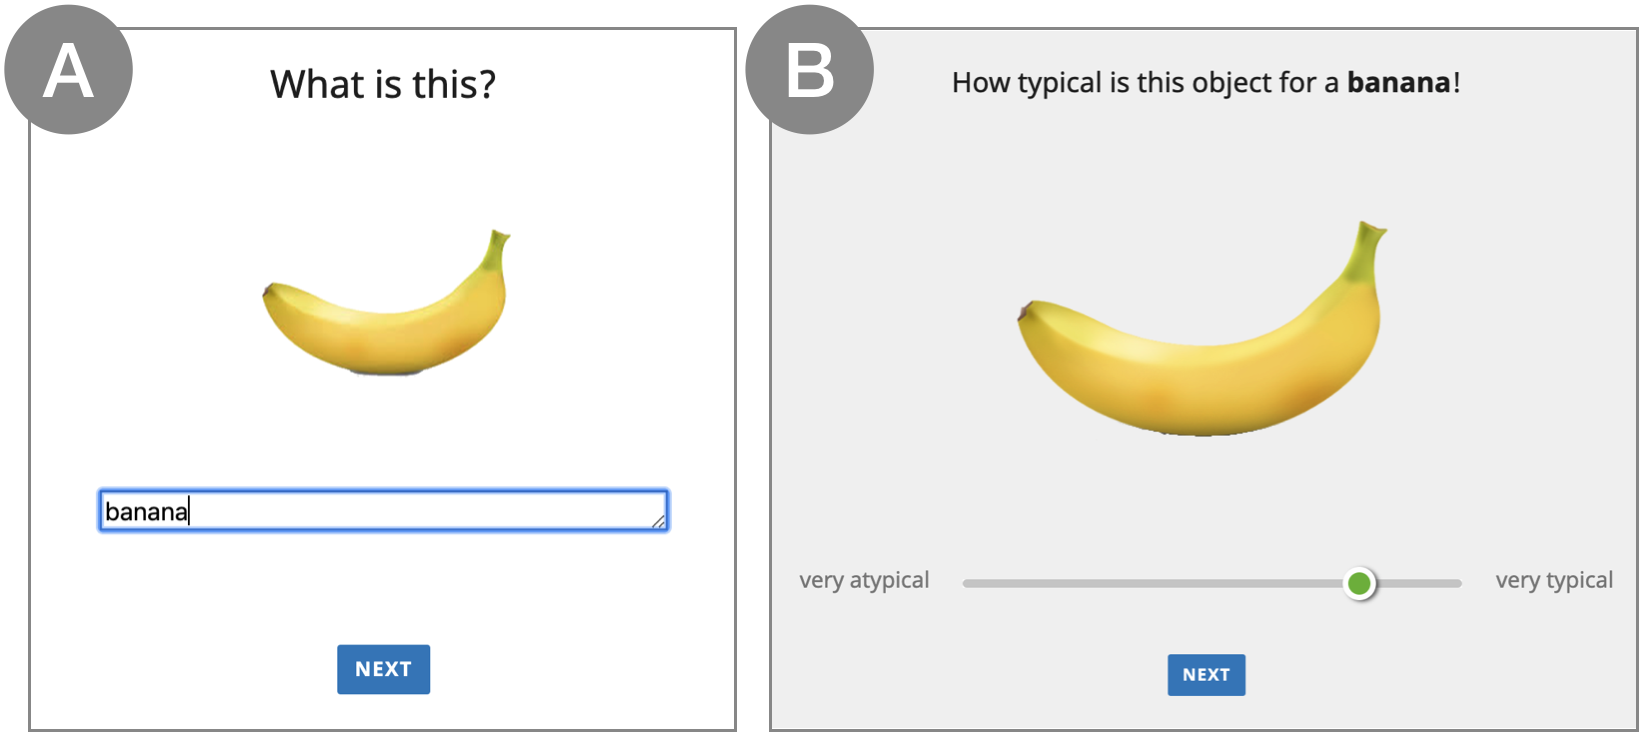 A
What is this?
banana
NEXT
B
How typical is this object for a banana!
very atypical
very typical
NEXT